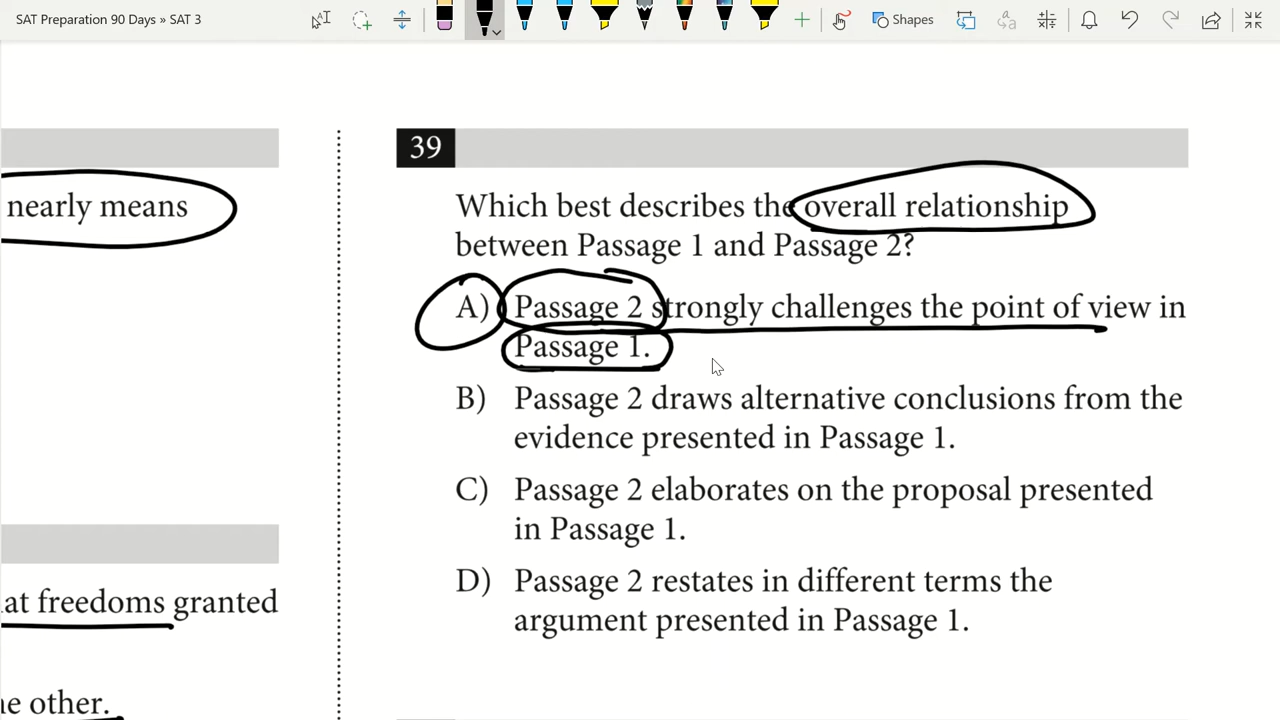 SAT Preparation 90 Days » SAT 3
Shapes
nearly means
at freedoms granted
e other.
39
Which best describes the overall relationship
between Passage 1 and Passage 2?
A) Passage 2 strongly challenges the point of view in
Passage 1.
B) Passage 2 draws alternative conclusions from the
evidence presented in Passage 1.
C) Passage 2 elaborates on the proposal presented
in Passage 1.
D) Passage 2 restates in different terms the
argument presented in Passage 1.